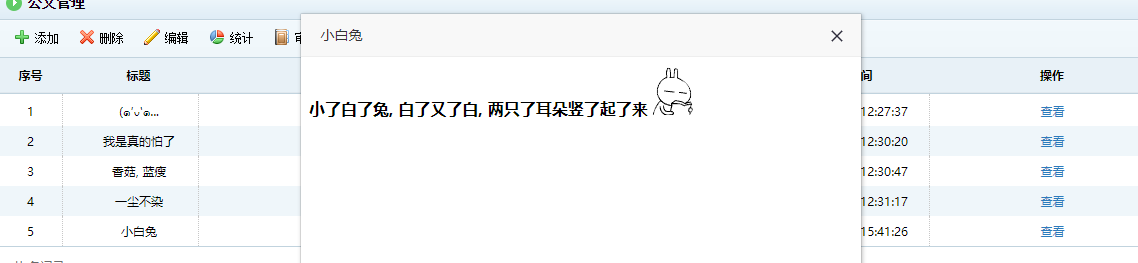 公文管理
添加 删除 编辑 统计
小白兔
序号 标题 间 操作
小了白了兔, 白了又了白, 两只了耳朵竖了起了来
1 (๑'ᴗ'๑... 12:27:37 查看
2 我是真的怕了 12:30:20 查看
3 香菇, 蓝瘦 12:30:47 查看
4 一尘不染 12:31:17 查看
5 小白兔 15:41:26 查看